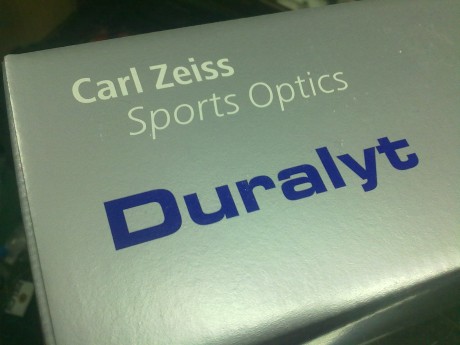 Carl Zeiss
Sports Optics
Duralyt